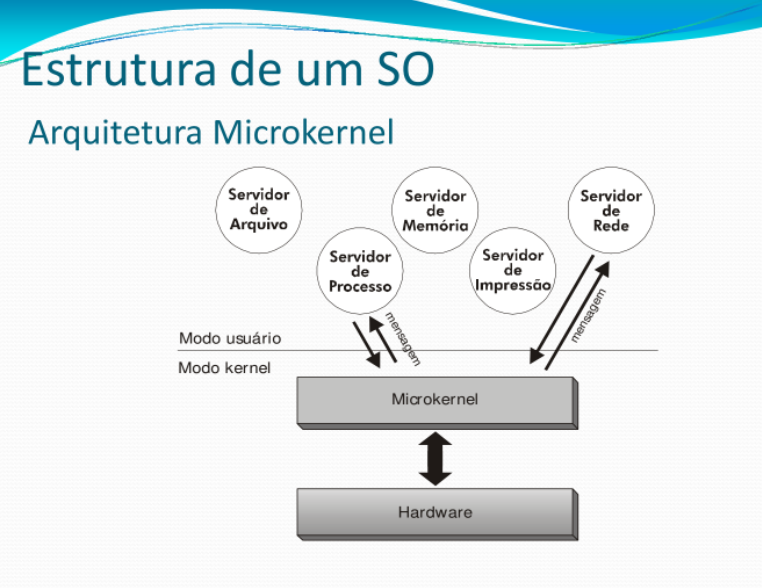 Estrutura de um SO
Arquitetura Microkernel
Servidor
de
Arquivo
Servidor
de
Memória
Servidor
de
Rede
Servidor
de
Processo
Servidor
de
Impressão
mensagem
mensagem
Modo usuário
Modo kernel
Microkernel
Hardware